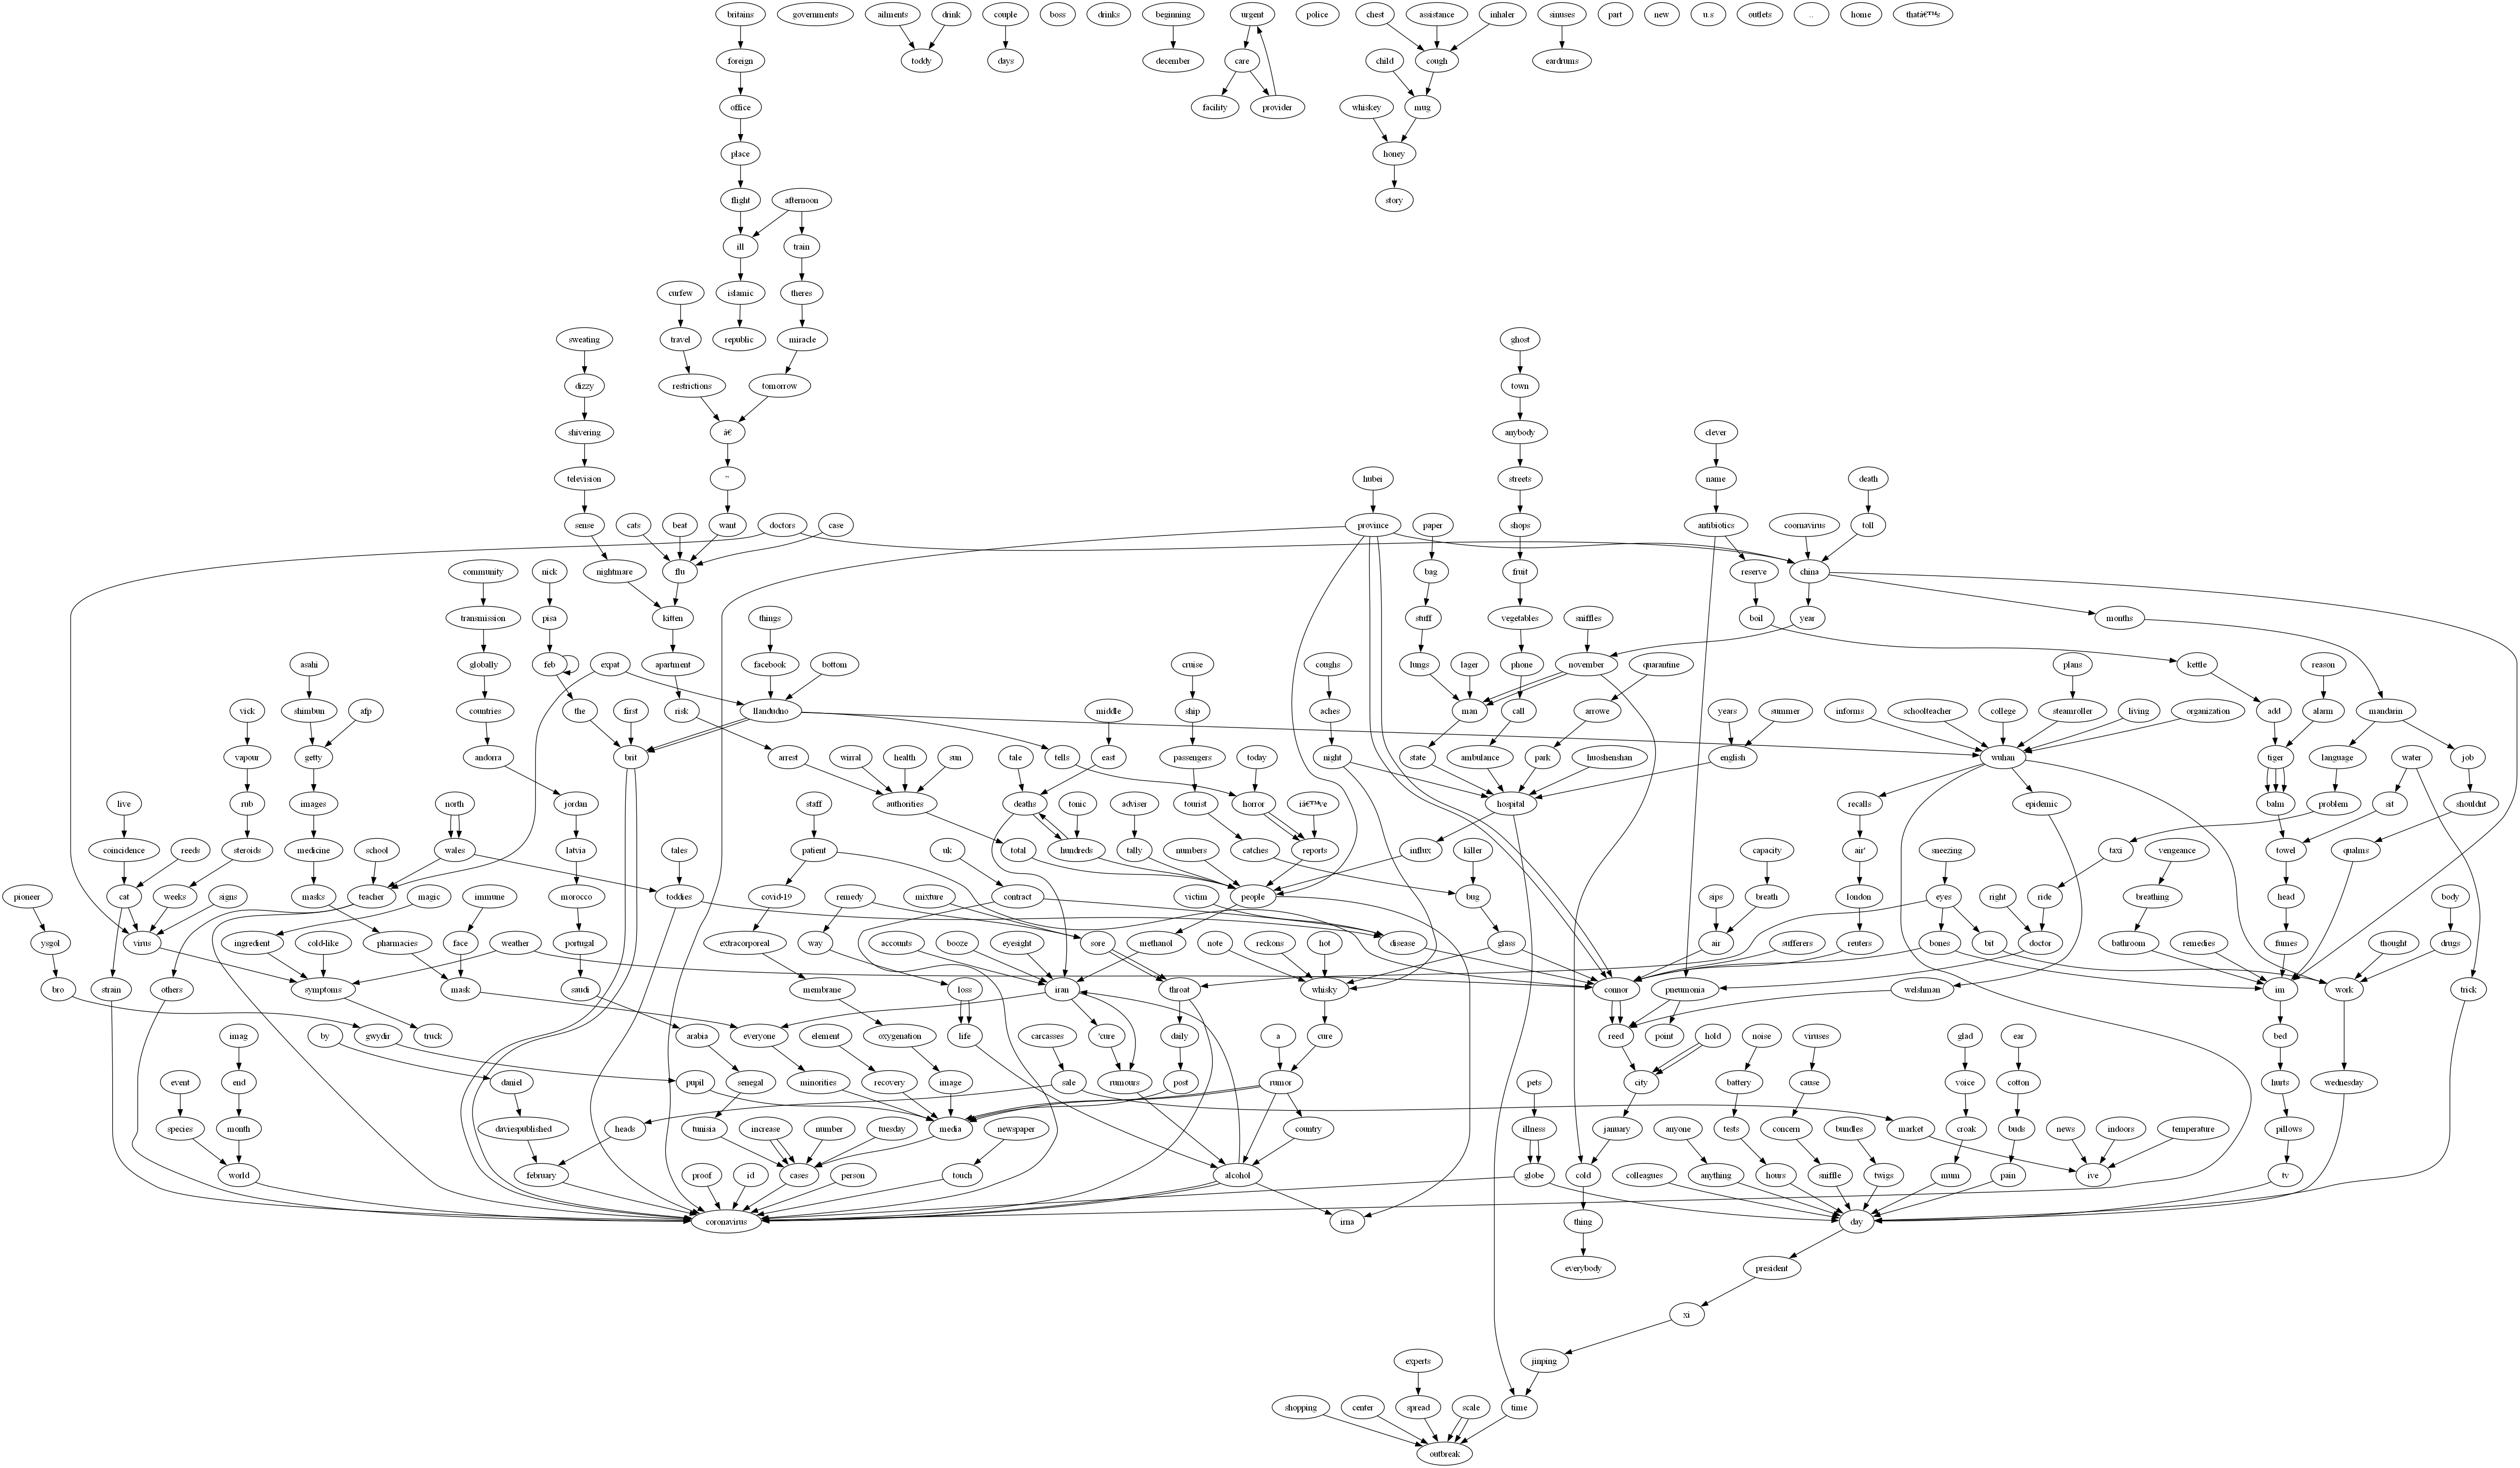 britains governments ailments drink couple boss drinks beginning urgent police chest assistance inhaler sinuses part new u.s outlets .. home thatâ€™s
foreign toddy days december care child cough eardrums
office facility provider whiskey mug
place honey
flight afternoon story
ill train
curfew islamic theres
sweating travel republic miracle ghost
dizzy restrictions tomorrow town
shivering â€ anybody clever
television ˜ hubei streets name death
sense cats beat want doctors case province paper shops antibiotics coornavirus toll
community nick nightmare flu bag fruit reserve china
transmission pisa kitten things stuff vegetables sniffles boil year months
asahi globally feb expat apartment facebook bottom cruise coughs lungs lager phone november quarantine plans kettle reason
vick shimbun afp countries the first risk llandudno middle ship aches man call arrowe years summer informs schoolteacher college steamroller living organization add alarm mandarin
vapour getty andorra brit arrest wirral health sun tale tells east passengers today night state ambulance park huoshenshan english wuhan tiger language job water
live rub images north jordan staff authorities deaths tonic adviser tourist horror iâ€™ve hospital recalls epidemic balm problem sit shouldnt
coincidence reeds steroids medicine school wales latvia tales patient uk total hundreds tally catches numbers reports influx killer capacity air' sneezing taxi vengeance towel qualms
pioneer cat weeks signs masks teacher magic immune morocco toddies covid-19 remedy mixture contract victim people bug sips breath london eyes right ride breathing head body
ysgol virus ingredient cold-like pharmacies face weather portugal extracorporeal way accounts booze eyesight sore methanol note reckons hot disease glass air sufferers reuters bones bit doctor bathroom remedies fumes thought drugs
bro strain others symptoms mask saudi membrane loss iran throat whisky connor pneumonia welshman im work trick
imag by gwydir truck arabia everyone element oxygenation life carcasses 'cure daily a cure reed point hold noise viruses glad ear bed
event end daniel pupil senegal minorities recovery image sale rumours post rumor pets city battery cause voice cotton hurts wednesday
species month daviespublished heads tunisia increase number tuesday media newspaper country illness january anyone tests concern bundles market croak buds news indoors pillows temperature
world february proof id cases person touch alcohol globe cold colleagues anything hours sniffle twigs mum pain ive tv
coronavirus irna thing day
everybody president
xi
experts jinping
shopping center spread scale time
outbreak